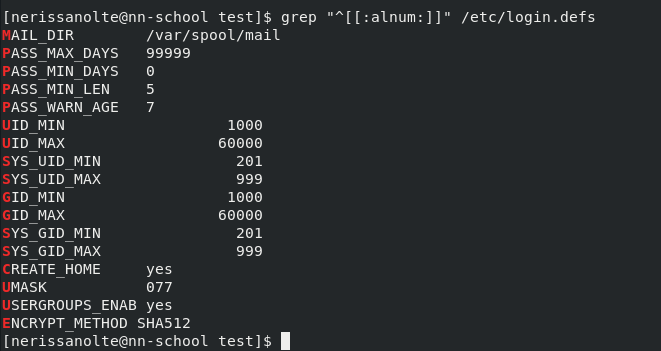 [nerissanolte@nn-school test]$ grep "^[[:alnum:]]" /etc/login.defs
MAIL_DIR        /var/spool/mail
PASS_MAX_DAYS   99999
PASS_MIN_DAYS   0
PASS_MIN_LEN    5
PASS_WARN_AGE   7
UID_MIN                  1000
UID_MAX                 60000
SYS_UID_MIN               201
SYS_UID_MAX               999
GID_MIN                  1000
GID_MAX                 60000
SYS_GID_MIN               201
SYS_GID_MAX               999
CREATE_HOME     yes
UMASK           077
USERGROUPS_ENAB yes
ENCRYPT_METHOD SHA512
[nerissanolte@nn-school test]$